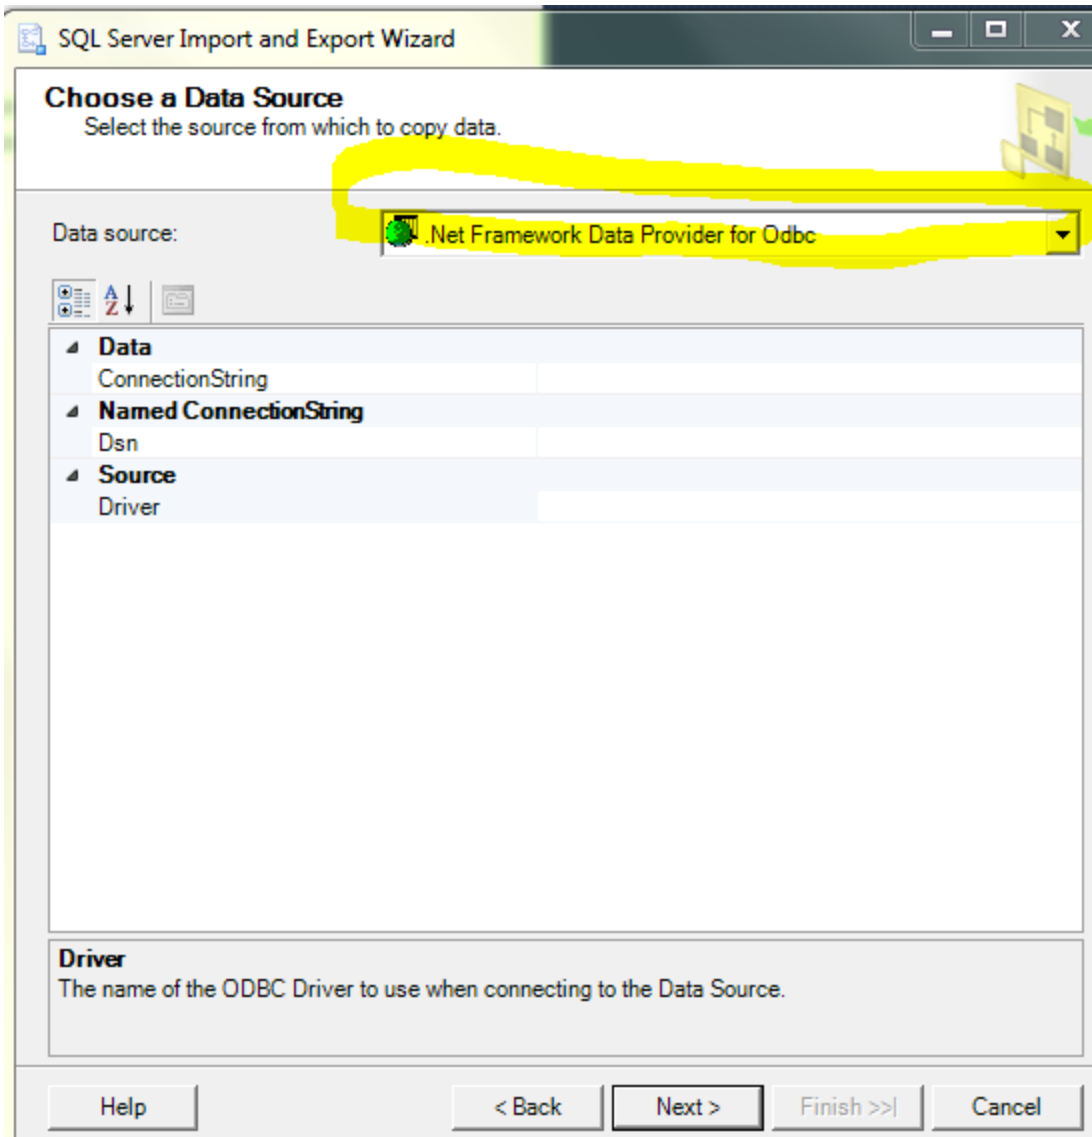 SQL Server Import and Export Wizard
Choose a Data Source
Select the source from which to copy data.
Data source:
.Net Framework Data Provider for Odbc
Data
ConnectionString
Named ConnectionString
Dsn
Source
Driver
Driver
The name of the ODBC Driver to use when connecting to the Data Source.
Help
< Back
Next >
Finish >>|
Cancel